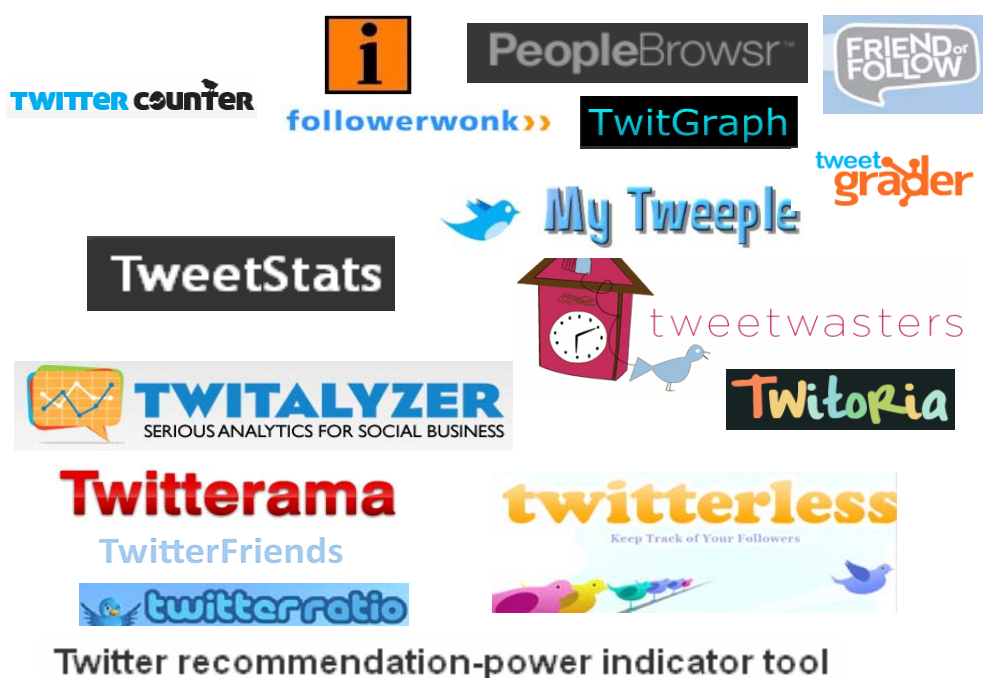 i
PeopleBrowsr™
FRIEND or
FOLLOW
TWITTER COUNTER
followerwonk>>
TwitGraph
tweet
grader
My Tweeple
TweetStats
tweetwasters
TWITALYZER
SERIOUS ANALYTICS FOR SOCIAL BUSINESS
Twitoria
Twitterama
twitterless
Keep Track of Your Followers
TwitterFriends
twitterratio
Twitter recommendation-power indicator tool